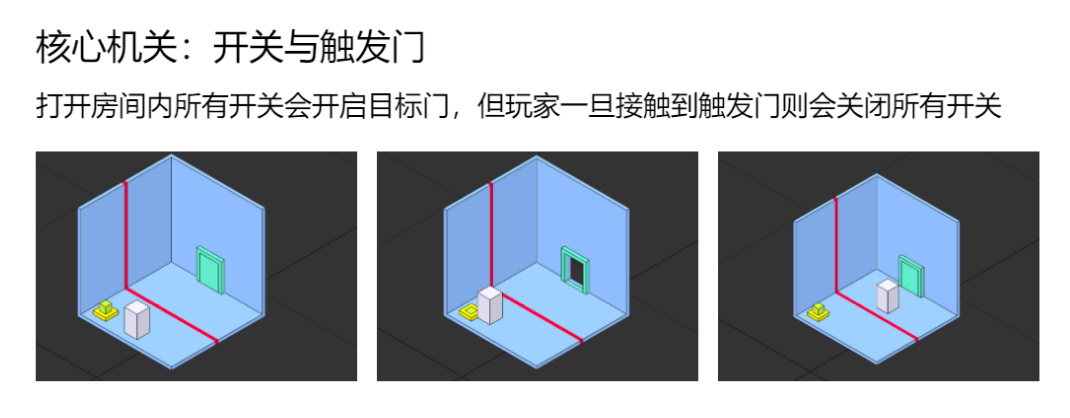 核心机关：开关与触发门
打开房间内所有开关会开启目标门，但玩家一旦接触到触发门则会关闭所有开关